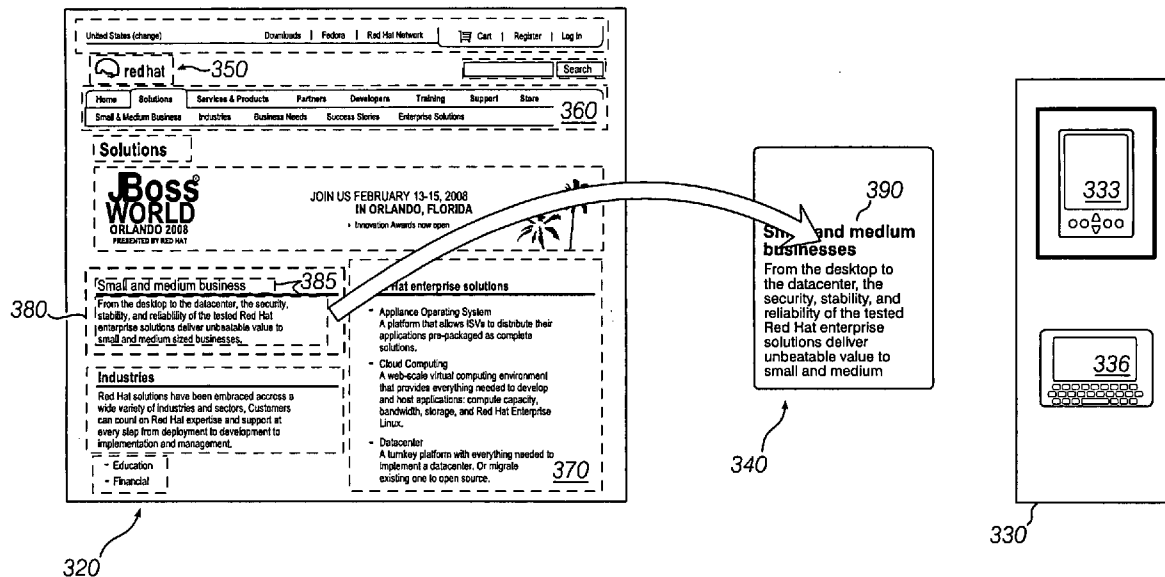 United States (change) Downloads | Fedora | Red Hat Network Cart | Register | Log In
redhat 350 Search
Home Solutions Services & Products Partners Developers Training Support Store
Small & Medium Business Industries Business Needs Success Stories Enterprise Solutions 360
Solutions
JBoss
WORLD
ORLANDO 2008
PRESENTED BY RED HAT
JOIN US FEBRUARY 13-15, 2008
IN ORLANDO, FLORIDA
› Innovation Awards now open
380
Small and medium business 385
From the desktop to the datacenter, the security,
stability, and reliability of the tested Red Hat
enterprise solutions deliver unbeatable value to
small and medium sized businesses.
Industries
Red Hat solutions have been embraced accross a
wide variety of industries and sectors, Customers
can count on Red Hat expertise and support at
every step from deployment to development to
implementation and management.
- Education
- Financial
Hat enterprise solutions
- Appliance Operating System
A platform that allows ISVs to distribute their
applications pre-packaged as complete
solutions.
- Cloud Computing
A web-scale virtual computing environment
that provides everything needed to develop
and host applications: compute capacity,
bandwidth, storage, and Red Hat Enterprise
Linux.
- Datacenter
A turnkey platform with everything needed to
implement a datacenter. Or migrate
existing one to open source.
370
320
390
and medium
businesses
From the desktop to
the datacenter, the
security, stability, and
reliability of the tested
Red Hat enterprise
solutions deliver
unbeatable value to
small and medium
340
333
336
330